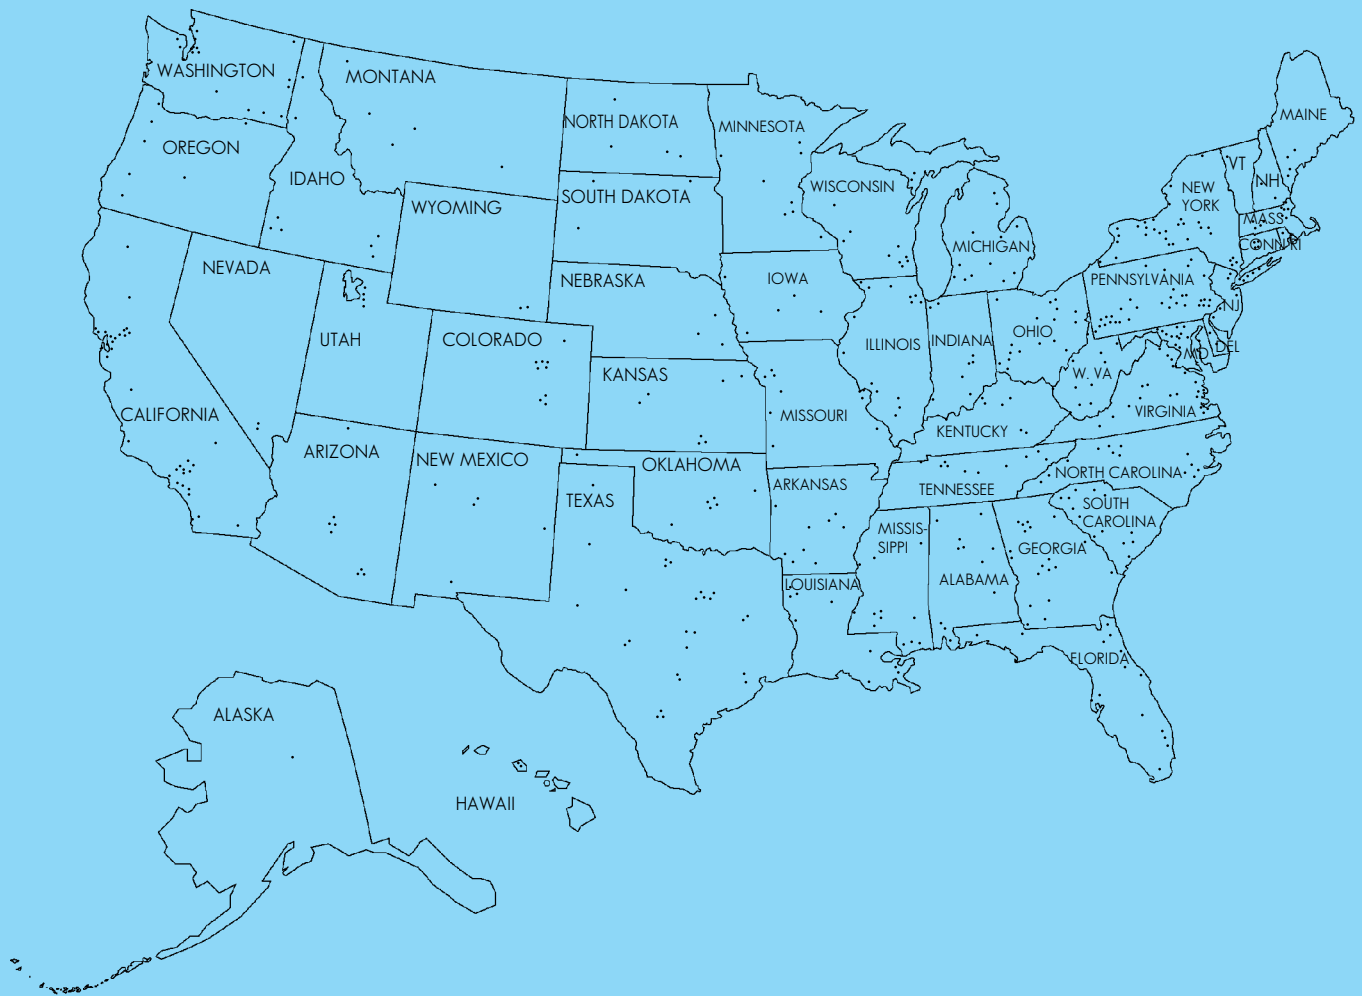 WASHINGTON
MONTANA
NORTH DAKOTA
MINNESOTA
MAINE
OREGON
IDAHO
SOUTH DAKOTA
WISCONSIN
VT
NH
NEW
YORK
WYOMING
MICHIGAN
MASS
CONN RI
NEVADA
NEBRASKA
IOWA
PENNSYLVANIA
NJ
UTAH
COLORADO
ILLINOIS
INDIANA
OHIO
MD
DEL
KANSAS
W. VA
CALIFORNIA
MISSOURI
VIRGINIA
KENTUCKY
ARIZONA
NEW MEXICO
OKLAHOMA
NORTH CAROLINA
TEXAS
ARKANSAS
TENNESSEE
SOUTH
CAROLINA
MISSIS-
SIPPI
GEORGIA
LOUISIANA
ALABAMA
FLORIDA
ALASKA
HAWAII